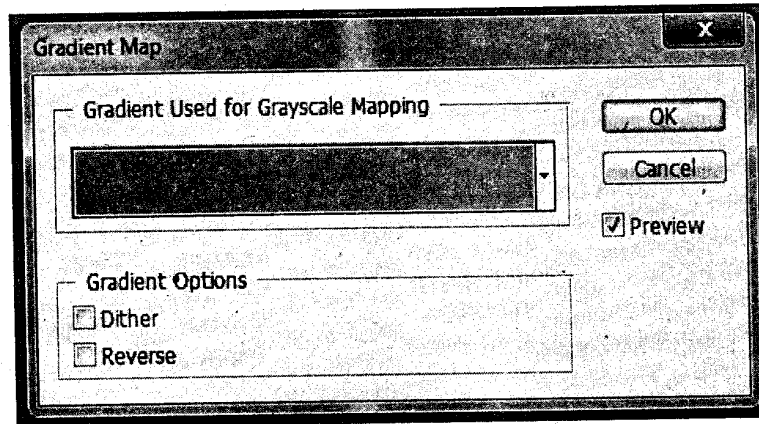 Gradient Map
X
Gradient Used for Grayscale Mapping
OK
Cancel
Preview
Gradient Options
Dither
Reverse